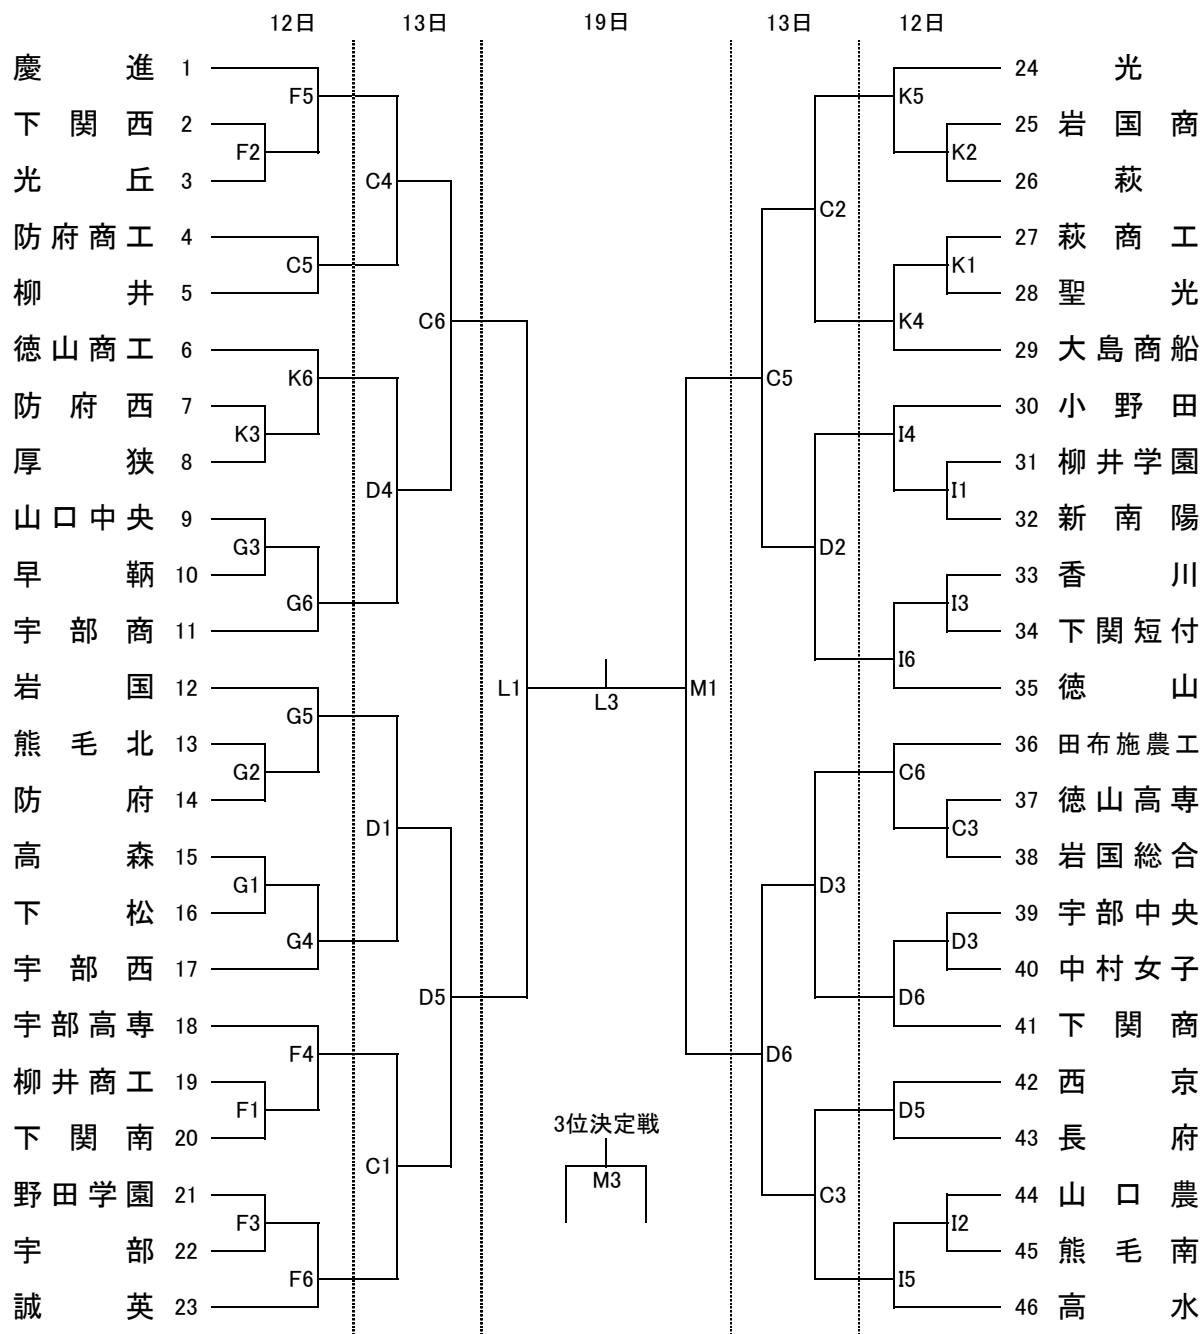 12日 13日 19日 13日 12日
慶進 1
24 光
F5 K5
下関西 2
25 岩国商
F2 K2
光丘 3 C4
26 萩
C2
防府商工 4
27 萩商工
C5 K1
柳井 5
28 聖光
C6 K4
徳山商工 6
29 大島商船
K6 C5
防府西 7
30 小野田
K3 I4
厚狭 8
31 柳井学園
D4 I1
山口中央 9
32 新南陽
G3 D2
早鞆 10
33 香川
G6 I3
宇部商 11
34 下関短付
I6
岩国 12
35 徳山
L1 L3 M1
G5
熊毛北 13
36 田布施農工
G2 C6
防府 14
37 徳山高専
D1 C3
高森 15
38 岩国総合
G1 D3
下松 16
39 宇部中央
G4 D3
宇部西 17
40 中村女子
D5 D6
宇部高専 18
41 下関商
F4 D6
柳井商工 19
42 西京
F1 D5
下関南 20
43 長府
3位決定戦
C1 M3
野田学園 21
44 山口農
F3 C3 I2
宇部 22
45 熊毛南
F6 I5
誠英 23
46 高水